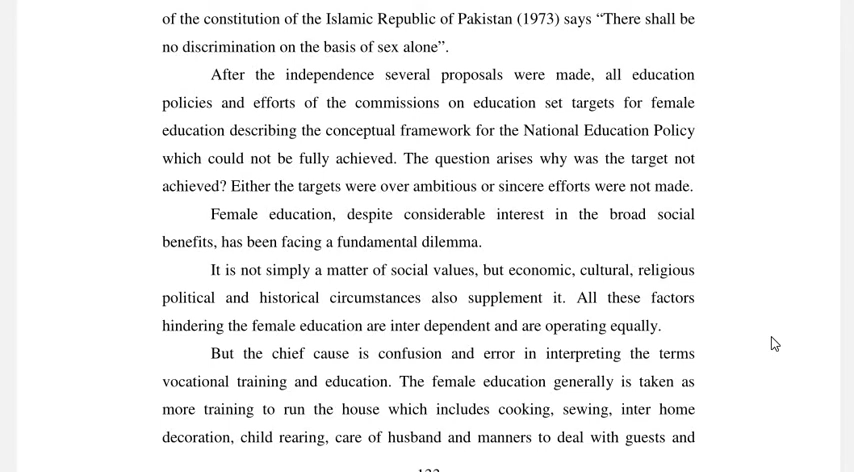 of the constitution of the Islamic Republic of Pakistan (1973) says “There shall be
no discrimination on the basis of sex alone”.
After the independence several proposals were made, all education
policies and efforts of the commissions on education set targets for female
education describing the conceptual framework for the National Education Policy
which could not be fully achieved. The question arises why was the target not
achieved? Either the targets were over ambitious or sincere efforts were not made.
Female education, despite considerable interest in the broad social
benefits, has been facing a fundamental dilemma.
It is not simply a matter of social values, but economic, cultural, religious
political and historical circumstances also supplement it. All these factors
hindering the female education are inter dependent and are operating equally.
But the chief cause is confusion and error in interpreting the terms
vocational training and education. The female education generally is taken as
more training to run the house which includes cooking, sewing, inter home
decoration, child rearing, care of husband and manners to deal with guests and